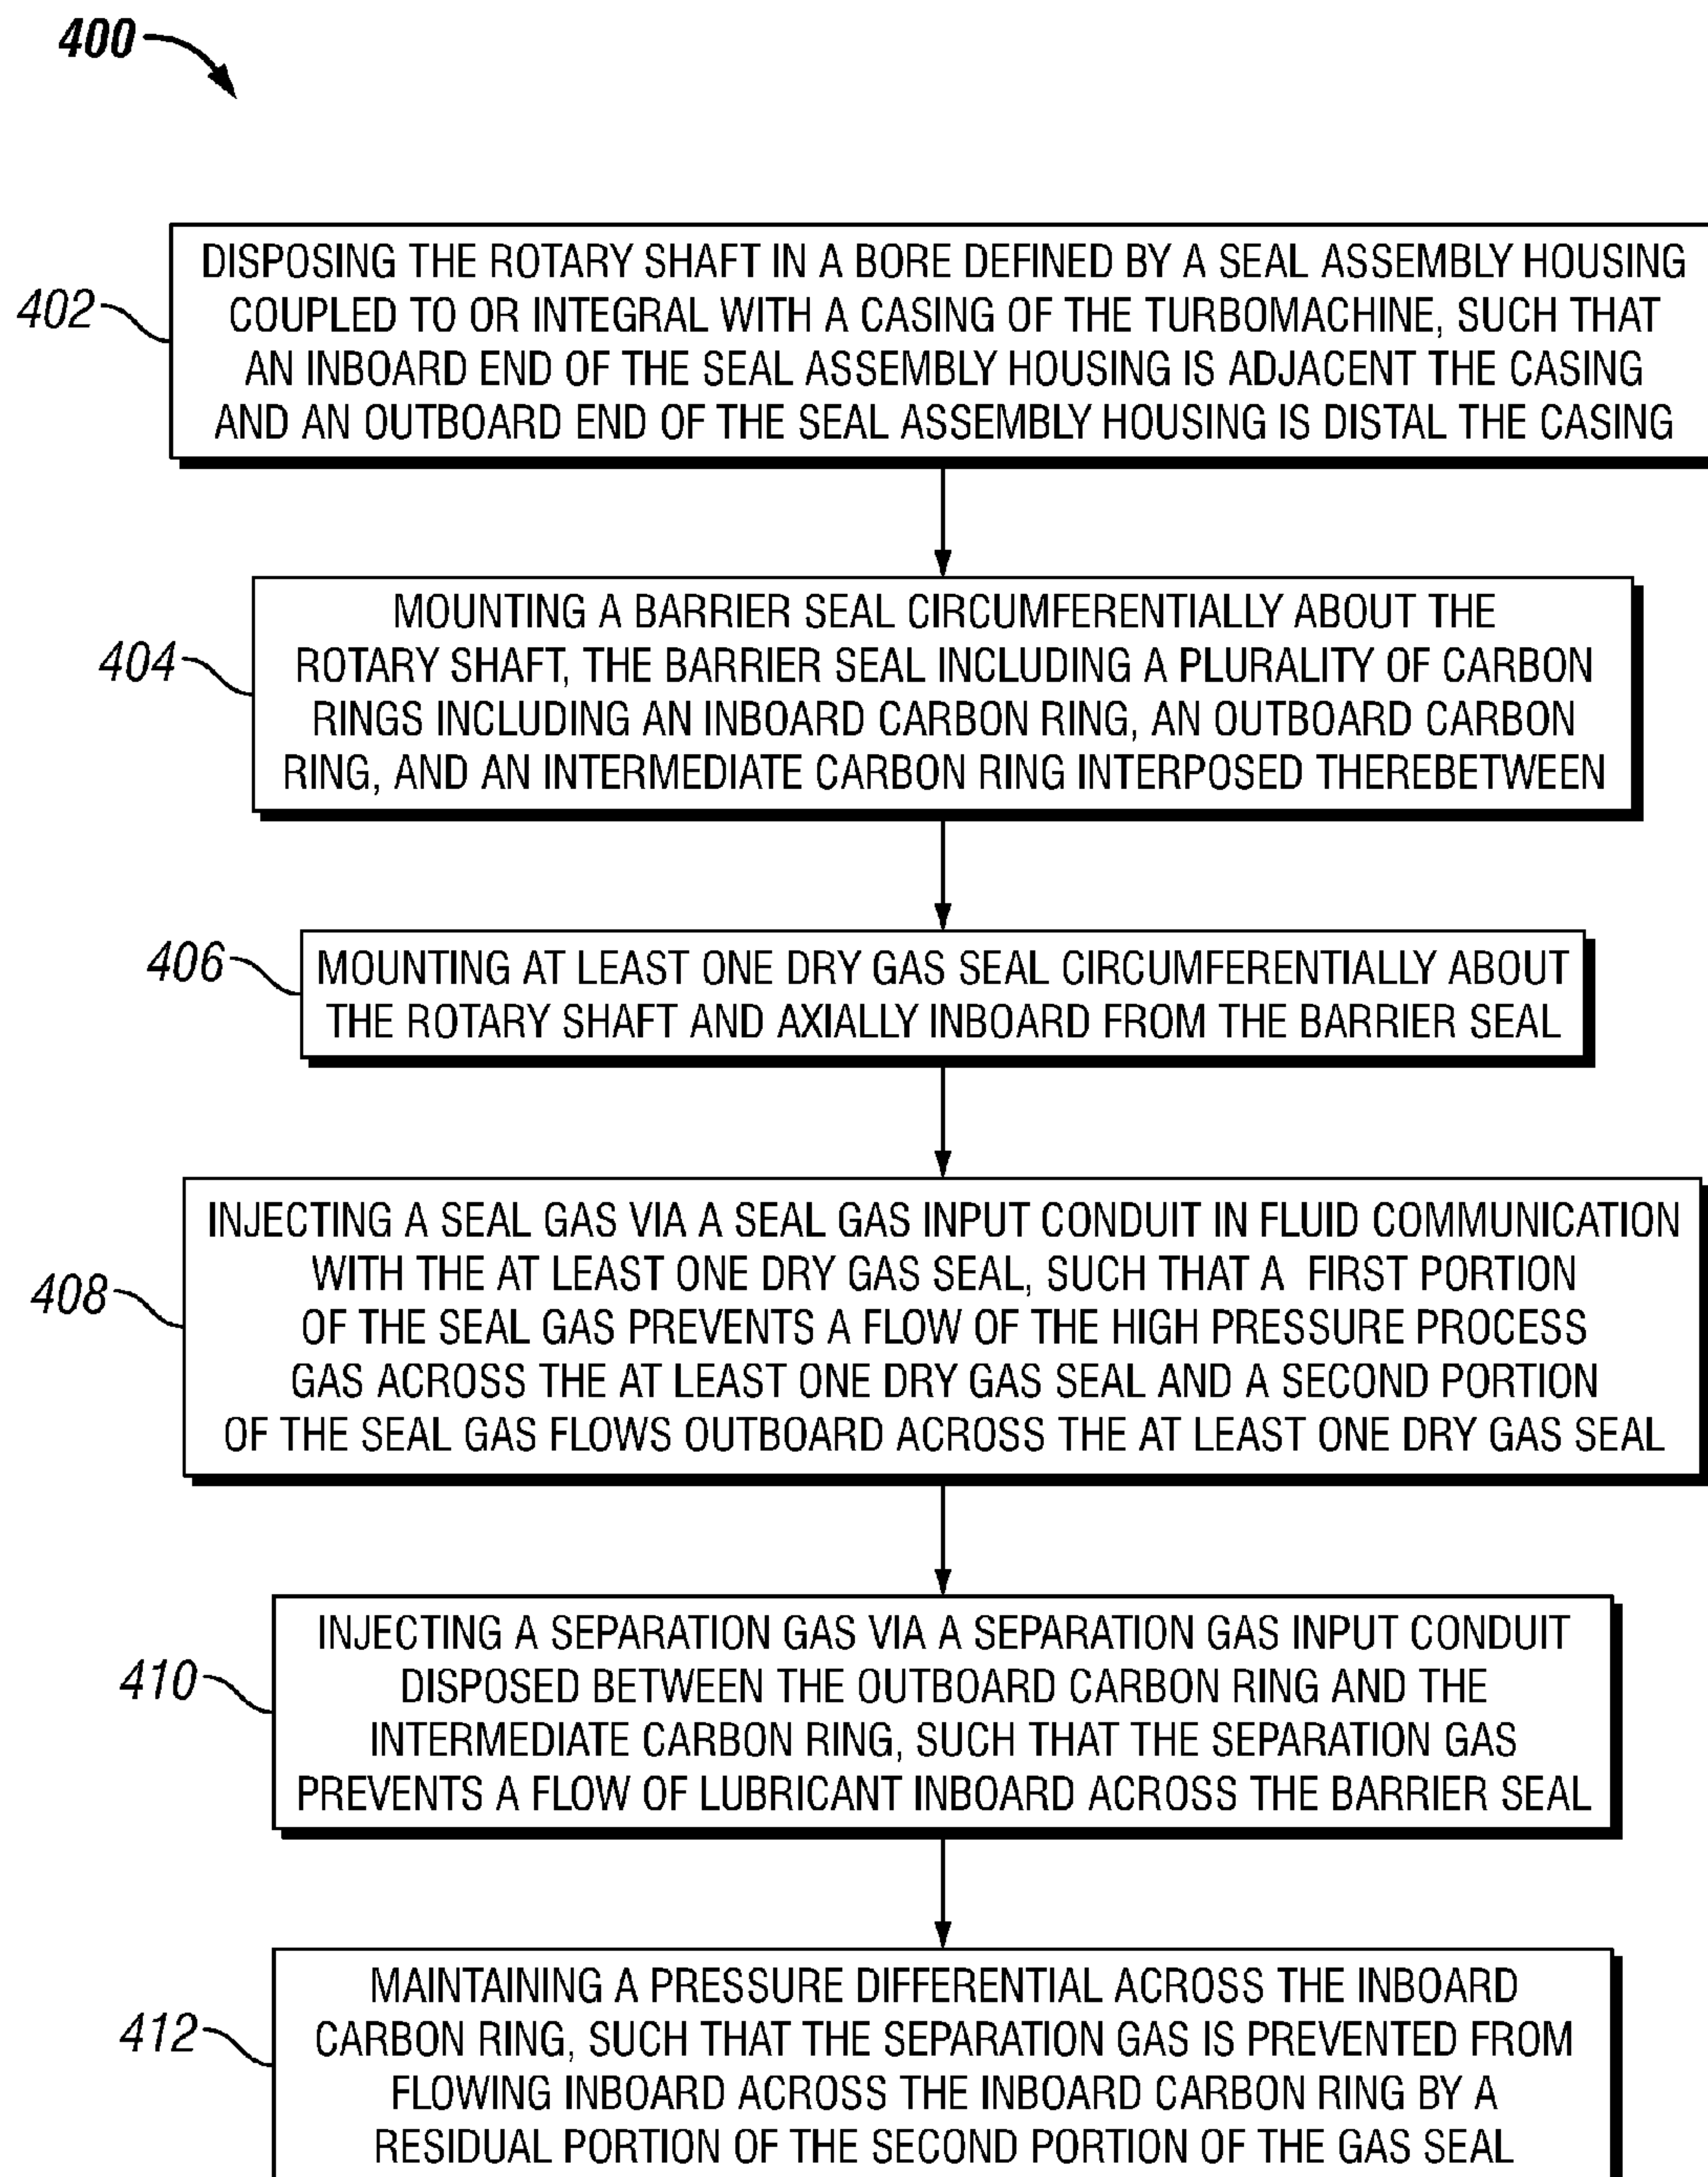 400
402
DISPOSING THE ROTARY SHAFT IN A BORE DEFINED BY A SEAL ASSEMBLY HOUSING
COUPLED TO OR INTEGRAL WITH A CASING OF THE TURBOMACHINE, SUCH THAT
AN INBOARD END OF THE SEAL ASSEMBLY HOUSING IS ADJACENT THE CASING
AND AN OUTBOARD END OF THE SEAL ASSEMBLY HOUSING IS DISTAL THE CASING
404
MOUNTING A BARRIER SEAL CIRCUMFERENTIALLY ABOUT THE
ROTARY SHAFT, THE BARRIER SEAL INCLUDING A PLURALITY OF CARBON
RINGS INCLUDING AN INBOARD CARBON RING, AN OUTBOARD CARBON
RING, AND AN INTERMEDIATE CARBON RING INTERPOSED THEREBETWEEN
406
MOUNTING AT LEAST ONE DRY GAS SEAL CIRCUMFERENTIALLY ABOUT
THE ROTARY SHAFT AND AXIALLY INBOARD FROM THE BARRIER SEAL
408
INJECTING A SEAL GAS VIA A SEAL GAS INPUT CONDUIT IN FLUID COMMUNICATION
WITH THE AT LEAST ONE DRY GAS SEAL, SUCH THAT A FIRST PORTION
OF THE SEAL GAS PREVENTS A FLOW OF THE HIGH PRESSURE PROCESS
GAS ACROSS THE AT LEAST ONE DRY GAS SEAL AND A SECOND PORTION
OF THE SEAL GAS FLOWS OUTBOARD ACROSS THE AT LEAST ONE DRY GAS SEAL
410
INJECTING A SEPARATION GAS VIA A SEPARATION GAS INPUT CONDUIT
DISPOSED BETWEEN THE OUTBOARD CARBON RING AND THE
INTERMEDIATE CARBON RING, SUCH THAT THE SEPARATION GAS
PREVENTS A FLOW OF LUBRICANT INBOARD ACROSS THE BARRIER SEAL
412
MAINTAINING A PRESSURE DIFFERENTIAL ACROSS THE INBOARD
CARBON RING, SUCH THAT THE SEPARATION GAS IS PREVENTED FROM
FLOWING INBOARD ACROSS THE INBOARD CARBON RING BY A
RESIDUAL PORTION OF THE SECOND PORTION OF THE GAS SEAL